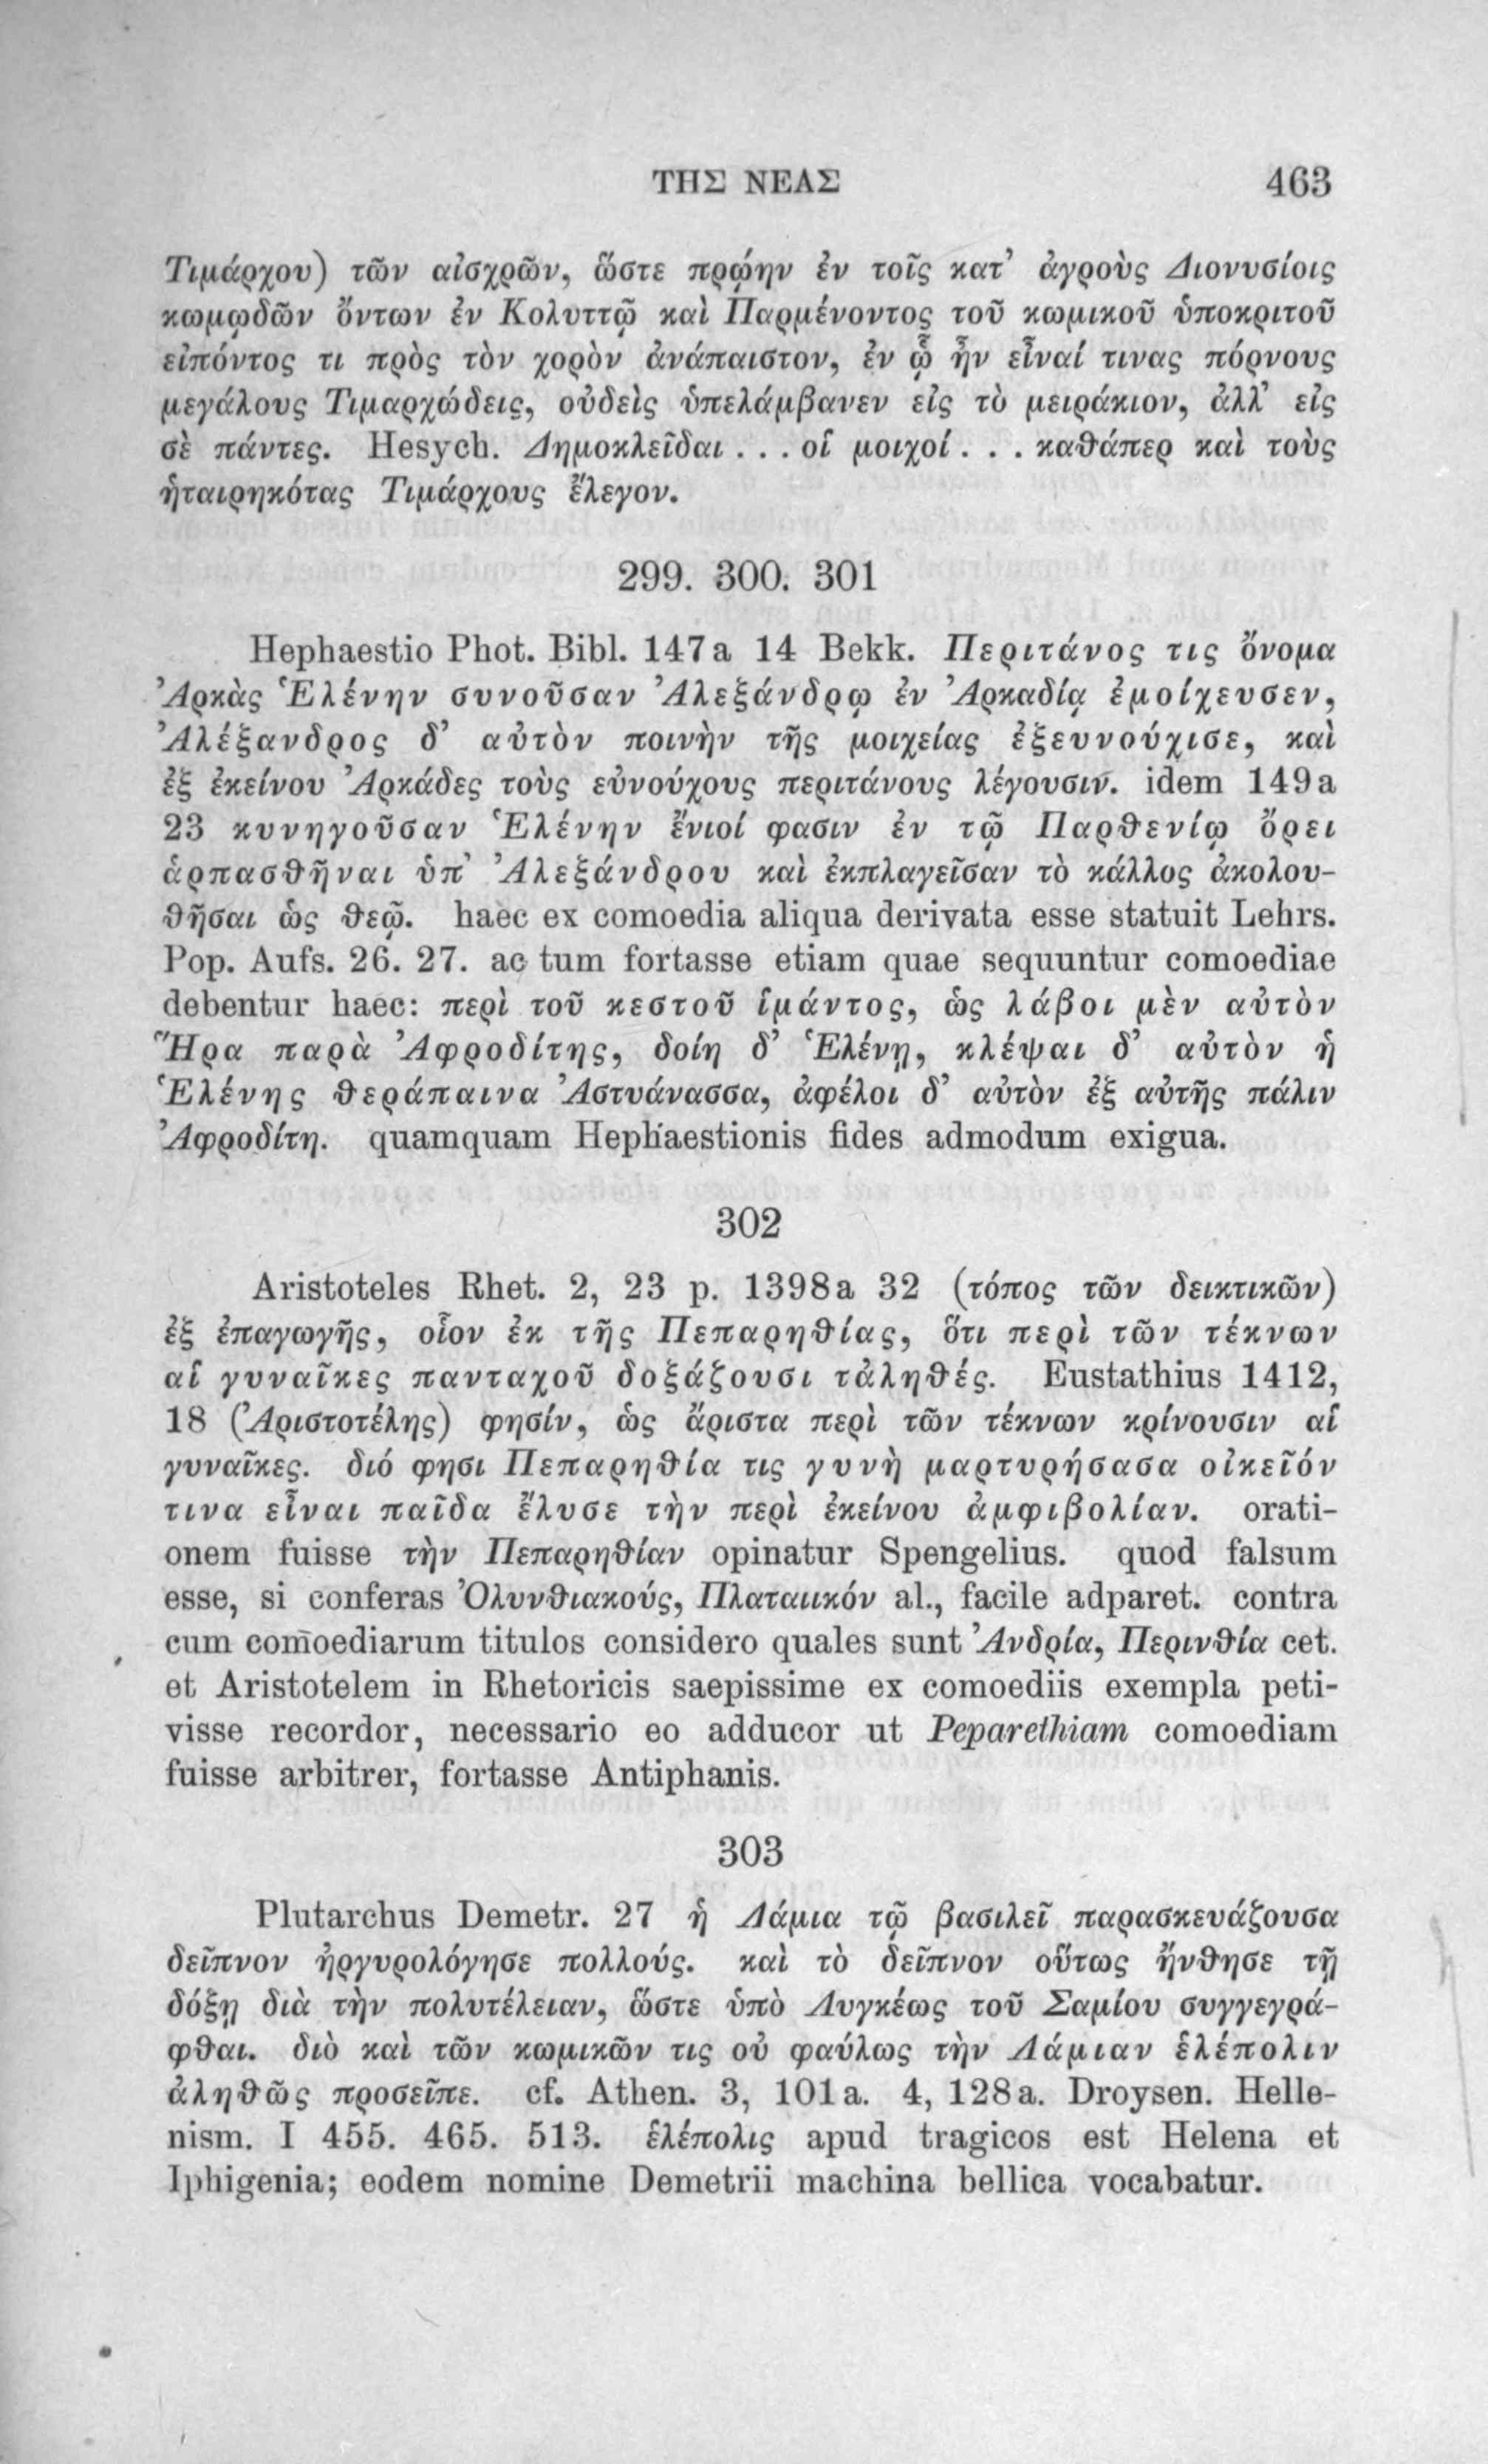 ΤΗΣ ΝΕΑΣ 463
Τιμάρχου) τῶν αἰσχρῶν, ὥστε πρῴην ἐν τοῖς κατ’ ἀγροὺς Διονυσίοις
κωμῳδῶν ὄντων ἐν Κολυττῷ καὶ Παρμένοντος τοῦ κωμικοῦ ὑποκριτοῦ
εἰπόντος τι πρὸς τὸν χορὸν ἀνάπαιστον, ἐν ᾧ ἦν εἶναί τινας πόρνους
μεγάλους Τιμαρχώδεις, οὐδεὶς ὑπελάμβανεν εἰς τὸ μειράκιον, ἀλλ’ εἰς
σὲ πάντες. Hesych. Δημοκλεῖδαι . . . οἱ μοιχοί . . . καθάπερ καὶ τοὺς
ἡταιρηκότας Τιμάρχους ἔλεγον.
299. 300. 301
Hephaestio Phot. Bibl. 147a 14 Bekk. Περιτάνος τις ὄνομα
Ἀρκὰς Ἑλένην συνοῦσαν Ἀλεξάνδρῳ ἐν Ἀρκαδίᾳ ἐμοίχευσεν,
Ἀλέξανδρος δ’ αὐτὸν ποινὴν τῆς μοιχείας ἐξευνούχισε, καὶ
ἐξ ἐκείνου Ἀρκάδες τοὺς εὐνούχους περιτάνους λέγουσιν. idem 149a
23 κυνηγοῦσαν Ἑλένην ἔνιοί φασιν ἐν τῷ Παρθενίῳ ὄρει
ἁρπασθῆναι ὑπ’ Ἀλεξάνδρου καὶ ἐκπλαγεῖσαν τὸ κάλλος ἀκολου-
θῆσαι ὡς θεῷ. haec ex comoedia aliqua derivata esse statuit Lehrs.
Pop. Aufs. 26. 27. ac tum fortasse etiam quae sequuntur comoediae
debentur haec: περὶ τοῦ κεστοῦ ἱμάντος, ὡς λάβοι μὲν αὐτὸν
Ἥρα παρὰ Ἀφροδίτης, δοίη δ’ Ἑλένῃ, κλέψαι δ’ αὐτὸν ἡ
Ἑλένης θεράπαινα Ἀστυάνασσα, ἀφέλοι δ’ αὐτὸν ἐξ αὐτῆς πάλιν
Ἀφροδίτη. quamquam Hephaestionis fides admodum exigua.
302
Aristoteles Rhet. 2, 23 p. 1398a 32 (τόπος τῶν δεικτικῶν)
ἐξ ἐπαγωγῆς, οἷον ἐκ τῆς Πεπαρηθίας, ὅτι περὶ τῶν τέκνων
αἱ γυναῖκες πανταχοῦ δοξάζουσι τἀληθές. Eustathius 1412,
18 (Ἀριστοτέλης) φησίν, ὡς ἄριστα περὶ τῶν τέκνων κρίνουσιν αἱ
γυναῖκες. διό φησι Πεπαρηθία τις γυνὴ μαρτυρήσασα οἰκεῖόν
τινα εἶναι παῖδα ἔλυσε τὴν περὶ ἐκείνου ἀμφιβολίαν. orati-
onem fuisse τὴν Πεπαρηθίαν opinatur Spengelius. quod falsum
esse, si conferas Ὀλυνθιακούς, Πλαταιικόν al., facile adparet. contra
cum comoediarum titulos considero quales sunt Ἀνδρία, Περινθία cet.
et Aristotelem in Rhetoricis saepissime ex comoediis exempla peti-
visse recordor, necessario eo adducor ut Peparethiam comoediam
fuisse arbitrer, fortasse Antiphanis.
303
Plutarchus Demetr. 27 ἡ Λάμια τῷ βασιλεῖ παρασκευάζουσα
δεῖπνον ἠργυρολόγησε πολλούς. καὶ τὸ δεῖπνον οὕτως ἤνθησε τῇ
δόξῃ διὰ τὴν πολυτέλειαν, ὥστε ὑπὸ Λυγκέως τοῦ Σαμίου συγγεγρά-
φθαι. διὸ καὶ τῶν κωμικῶν τις οὐ φαύλως τὴν Λάμιαν ἑλέπολιν
ἀληθῶς προσεῖπε. cf. Athen. 3, 101a. 4, 128a. Droysen. Helle-
nism. I 455. 465. 513. ἑλέπολις apud tragicos est Helena et
Iphigenia; eodem nomine Demetrii machina bellica vocabatur.